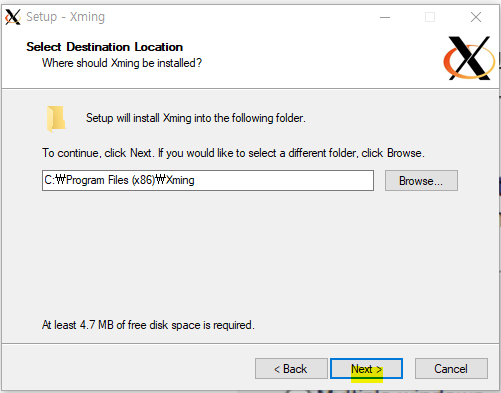 Setup - Xming
Select Destination Location
Where should Xming be installed?
Setup will install Xming into the following folder.
To continue, click Next. If you would like to select a different folder, click Browse.
C:₩Program Files (x86)₩Xming
Browse...
At least 4.7 MB of free disk space is required.
< Back
Next >
Cancel